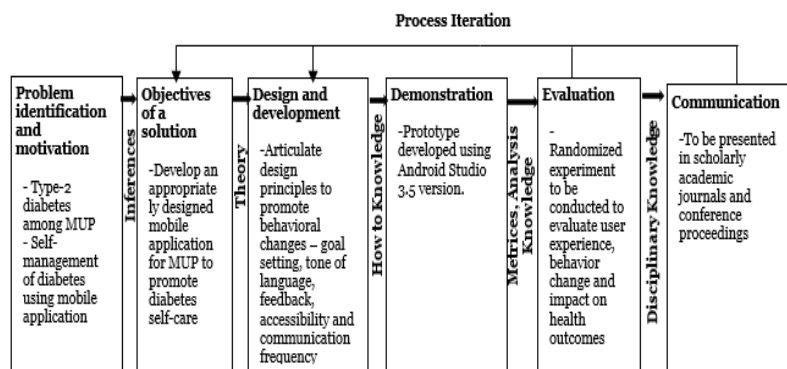 Process Iteration
Problem
identification
and
motivation
- Type-2
diabetes
among MUP
- Self-
management
of diabetes
using mobile
application
Inferences
Objectives
of a
solution
-Develop an
appropriate
ly designed
mobile
application
for MUP to
promote
diabetes
self-care
Theory
Design and
development
-Articulate
design
principles to
promote
behavioral
changes – goal
setting, tone of
language,
feedback,
accessibility and
communication
frequency
How to Knowledge
Demonstration
-Prototype
developed using
Android Studio
3.5 version.
Metrices, Analysis
Knowledge
Evaluation
-
Randomized
experiment
to be
conducted to
evaluate user
experience,
behavior
change and
impact on
health
outcomes
Disciplinary Knowledge
Communication
-To be presented
in scholarly
academic
journals and
conference
proceedings